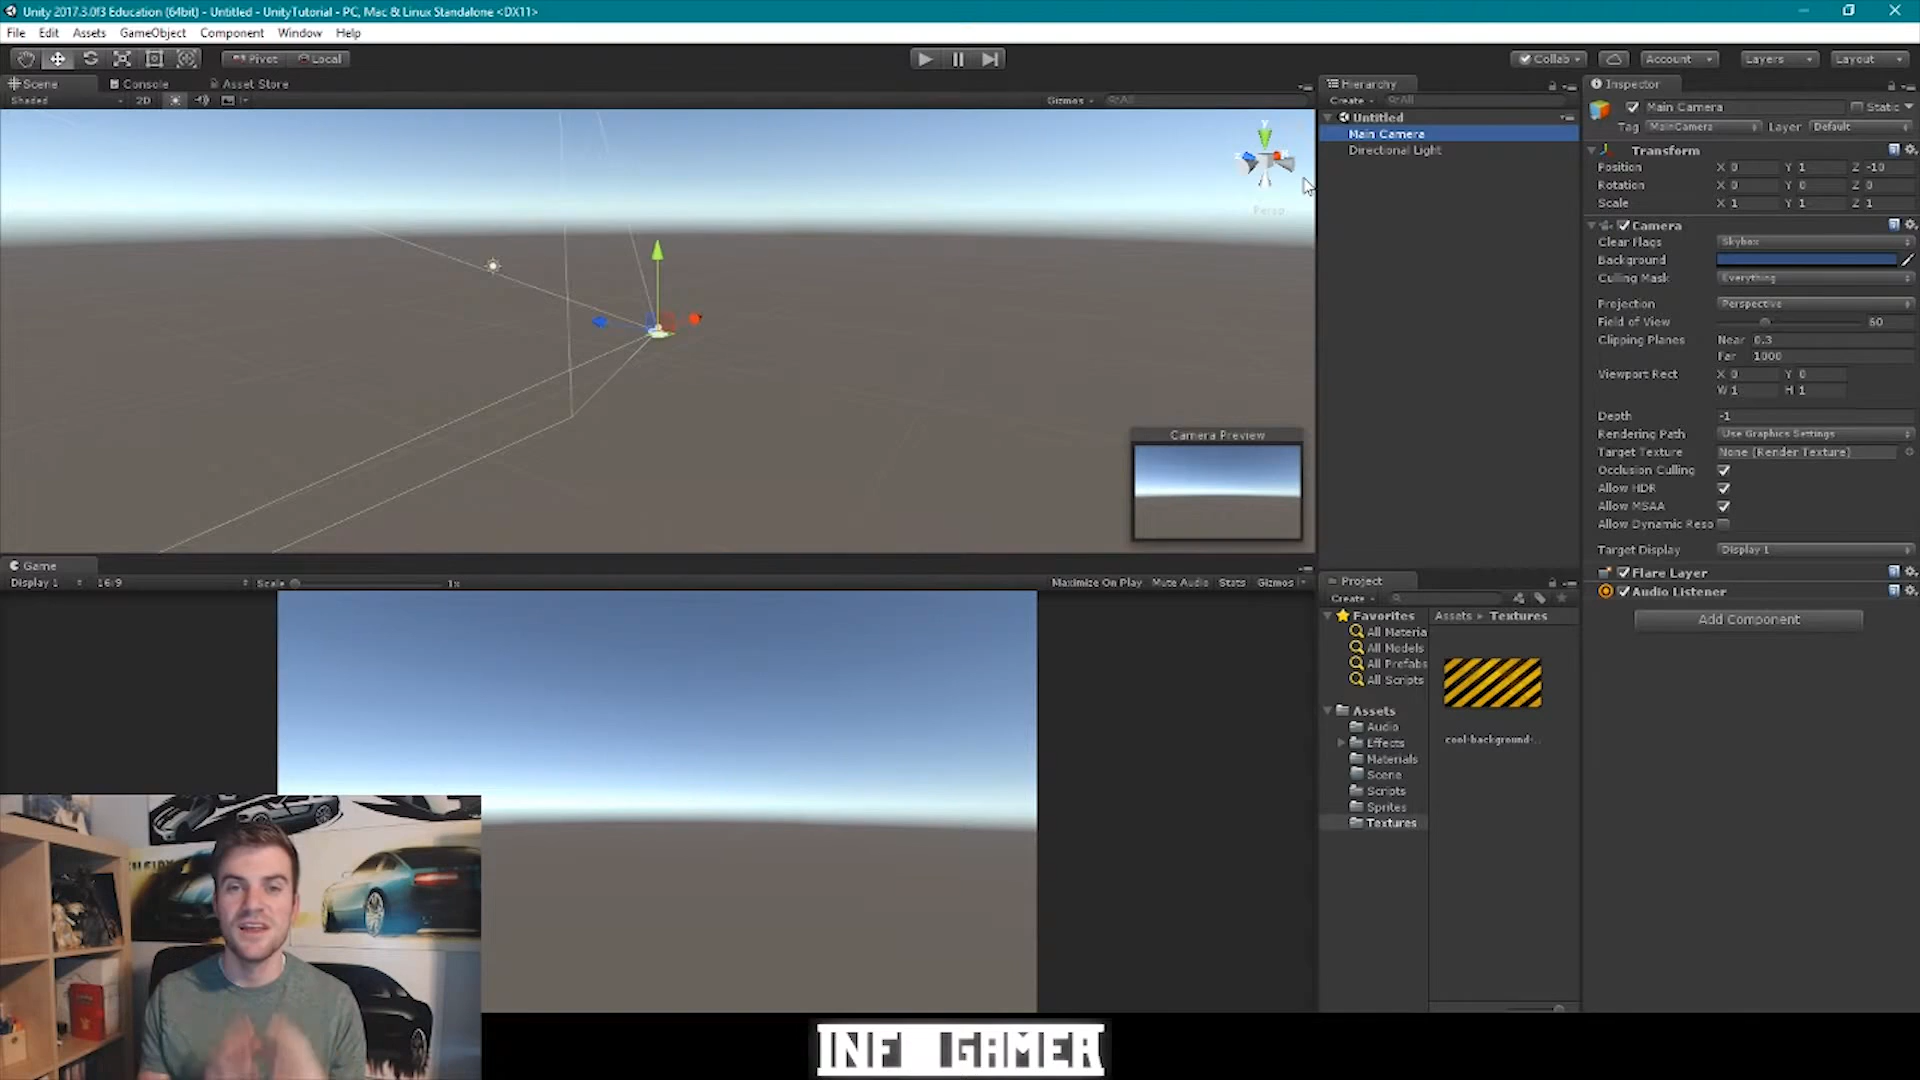 Unity 2017.3.0f3 Education (64bit) - Untitled - UnityTutorial - PC, Mac & Linux Standalone <DX11>
File Edit Assets GameObject Component Window Help
Pivot Local
Collab Account Layers Layout
Scene Console Asset Store
Shaded 2D Gizmos All
y
Persp
Camera Preview
Game
Display 1 16:9 Scale 1x Maximize On Play Mute Audio Stats Gizmos
Hierarchy
Create All
Untitled
Main Camera
Directional Light
Project
Create
Favorites
All Materia
All Models
All Prefabs
All Scripts
Assets
Audio
Effects
Materials
Scene
Scripts
Sprites
Textures
Assets Textures
cool-background-...
Inspector
Main Camera Static
Tag MainCamera Layer Default
Transform
Position X 0 Y 1 Z -10
Rotation X 0 Y 0 Z 0
Scale X 1 Y 1 Z 1
Camera
Clear Flags Skybox
Background
Culling Mask Everything
Projection Perspective
Field of View 60
Clipping Planes Near 0.3
Far 1000
Viewport Rect X 0 Y 0
W 1 H 1
Depth -1
Rendering Path Use Graphics Settings
Target Texture None (Render Texture)
Occlusion Culling
Allow HDR
Allow MSAA
Allow Dynamic Reso
Target Display Display 1
Flare Layer
Audio Listener
Add Component
INF GAMER